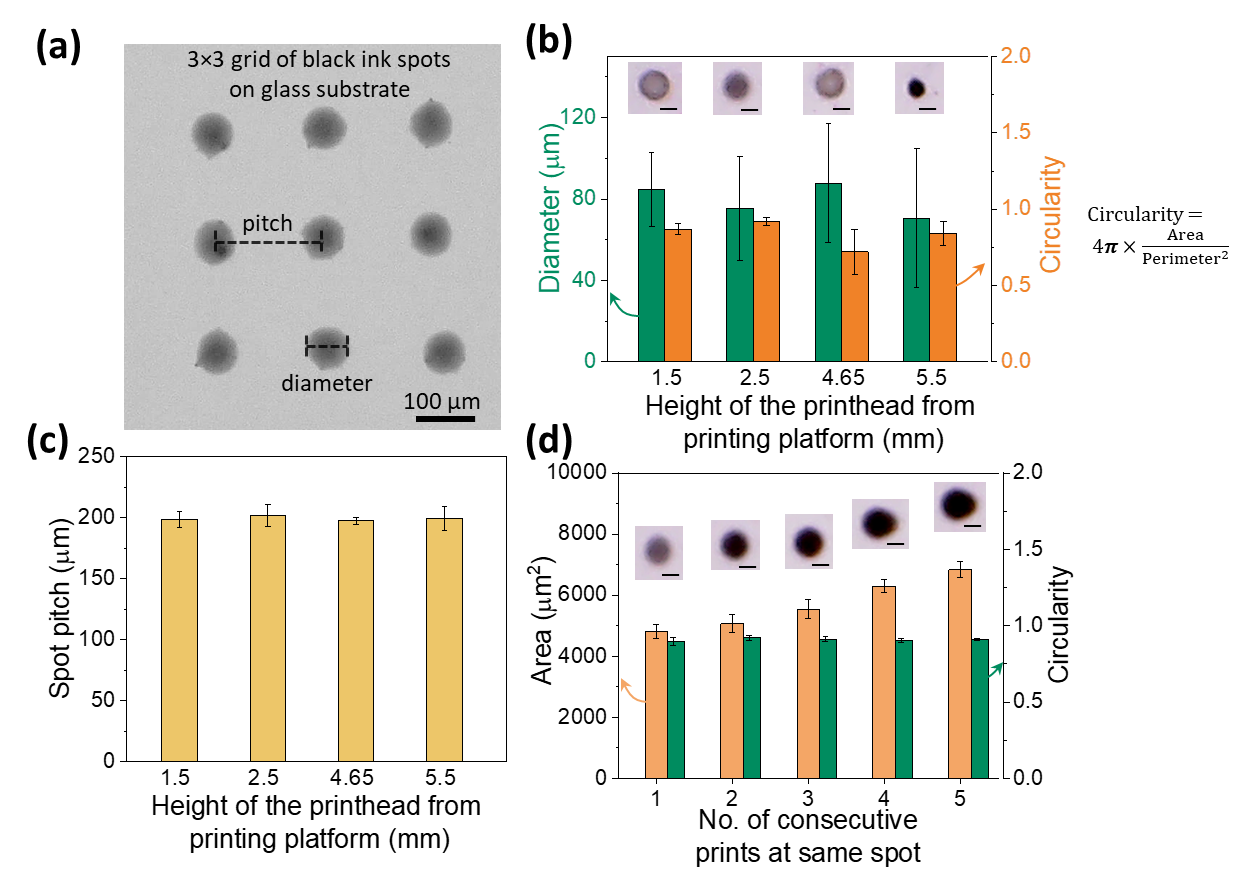 (a)
3×3 grid of black ink spots
on glass substrate
pitch
diameter
100 μm
(b)
Diameter (μm)
120
80
40
0
2.0
1.5
1.0
0.5
0.0
Circularity
1.5 2.5 4.65 5.5
Height of the printhead from
printing platform (mm)
Circularity =
4π × Area / Perimeter²
(c)
Spot pitch (μm)
250
200
150
100
50
0
1.5 2.5 4.65 5.5
Height of the printhead from
printing platform (mm)
(d)
Area (μm²)
10000
8000
6000
4000
2000
0
2.0
1.5
1.0
0.5
0.0
Circularity
1 2 3 4 5
No. of consecutive
prints at same spot